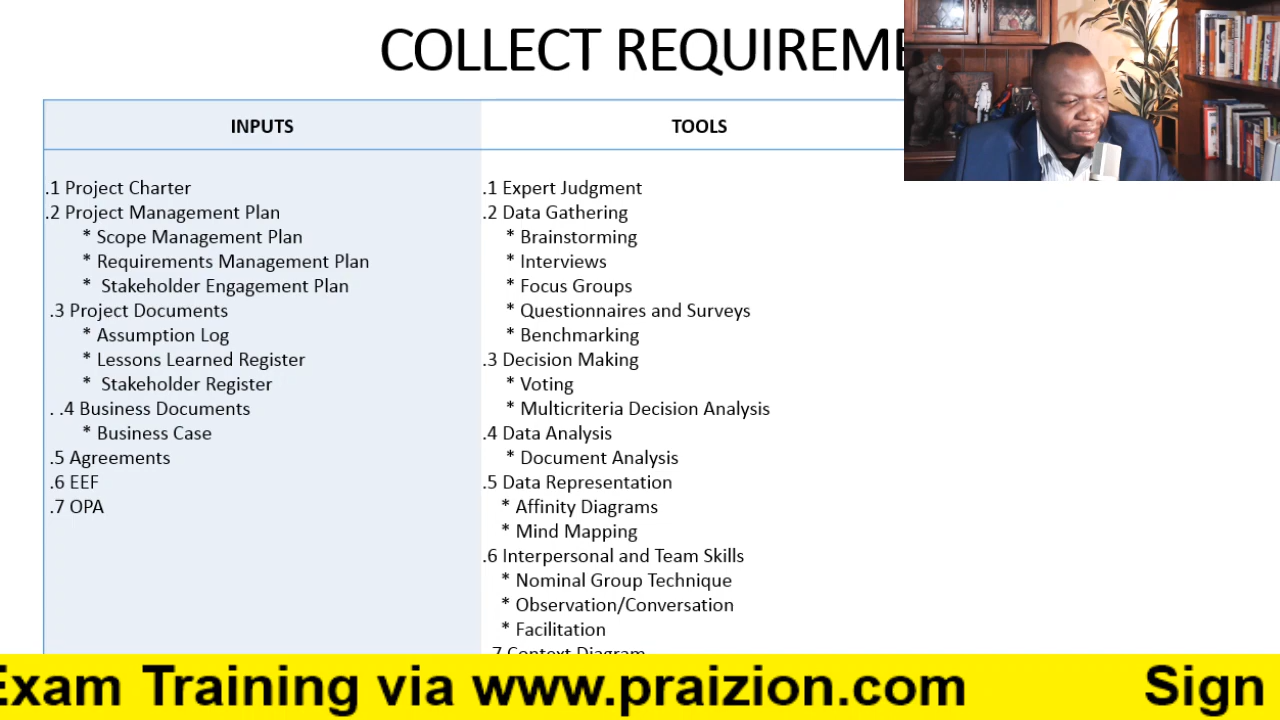 COLLECT REQUIREME
INPUTS
.1 Project Charter
.2 Project Management Plan
* Scope Management Plan
* Requirements Management Plan
* Stakeholder Engagement Plan
.3 Project Documents
* Assumption Log
* Lessons Learned Register
* Stakeholder Register
. .4 Business Documents
* Business Case
.5 Agreements
.6 EEF
.7 OPA
TOOLS
.1 Expert Judgment
.2 Data Gathering
* Brainstorming
* Interviews
* Focus Groups
* Questionnaires and Surveys
* Benchmarking
.3 Decision Making
* Voting
* Multicriteria Decision Analysis
.4 Data Analysis
* Document Analysis
.5 Data Representation
* Affinity Diagrams
* Mind Mapping
.6 Interpersonal and Team Skills
* Nominal Group Technique
* Observation/Conversation
* Facilitation
.7 Context Diagram
Exam Training via www.praizion.com Sign